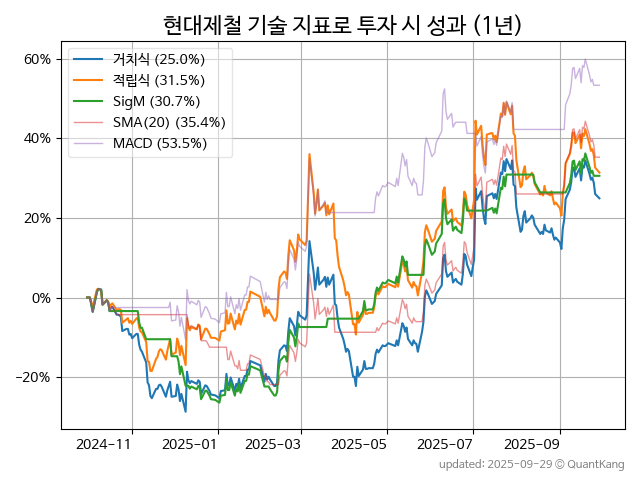 현대제철 기술 지표로 투자 시 성과 (1년)
60%
40%
20%
0%
−20%
거치식 (25.0%)
적립식 (31.5%)
SigM (30.7%)
SMA(20) (35.4%)
MACD (53.5%)
2024-11 2025-01 2025-03 2025-05 2025-07 2025-09
updated: 2025-09-29 © QuantKang